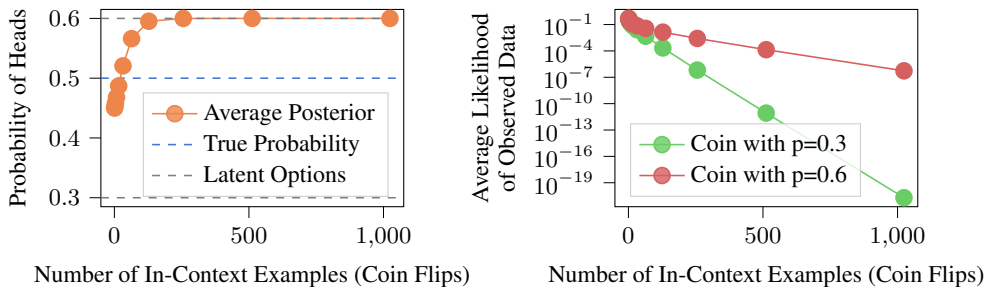 Probability of Heads
0.6
0.5
0.4
0.3
Average Posterior
True Probability
Latent Options
0
500
1,000
Number of In-Context Examples (Coin Flips)
Average Likelihood
of Observed Data
10^−1
10^−4
10^−7
10^−10
10^−13
10^−16
10^−19
Coin with p=0.3
Coin with p=0.6
0
500
1,000
Number of In-Context Examples (Coin Flips)